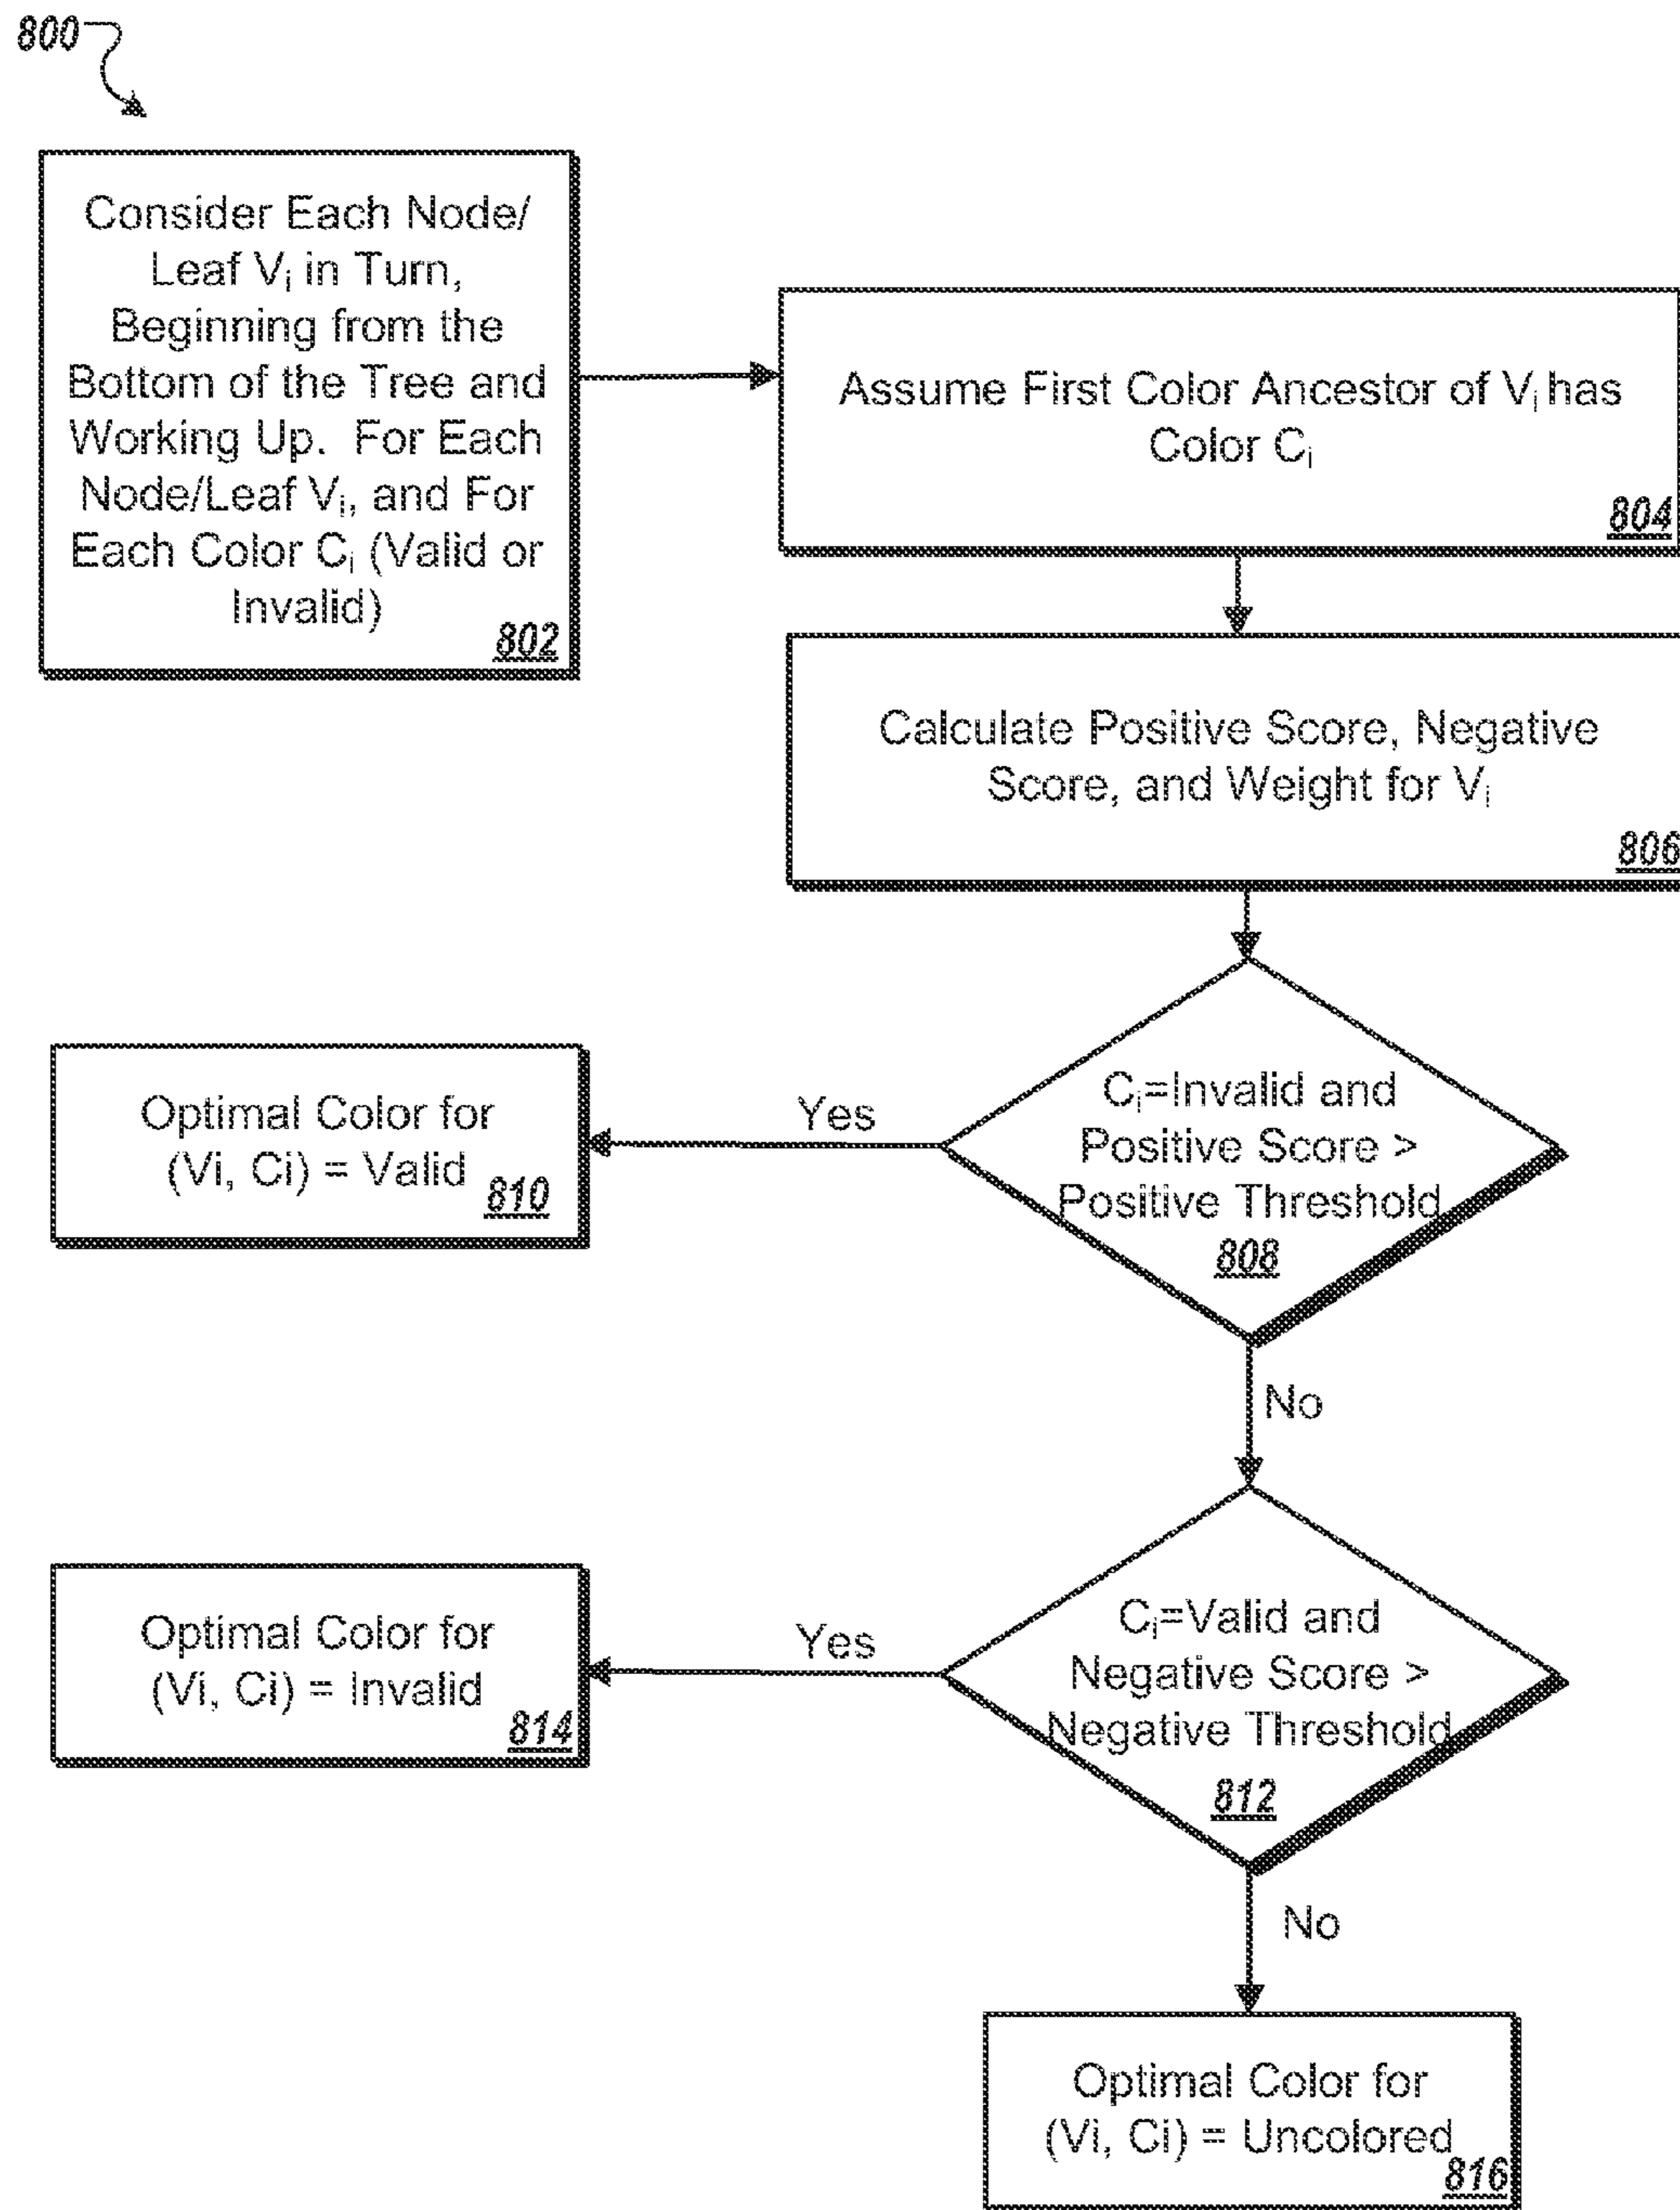 800
Consider Each Node/
Leaf Vi in Turn,
Beginning from the
Bottom of the Tree and
Working Up. For Each
Node/Leaf Vi, and For
Each Color Ci (Valid or
Invalid)
802
Assume First Color Ancestor of Vi has
Color Ci
804
Calculate Positive Score, Negative
Score, and Weight for Vi
806
Ci=Invalid and
Positive Score >
Positive Threshold
808
Yes
Optimal Color for
(Vi, Ci) = Valid
810
No
Ci=Valid and
Negative Score >
Negative Threshold
812
Yes
Optimal Color for
(Vi, Ci) = Invalid
814
No
Optimal Color for
(Vi, Ci) = Uncolored
816